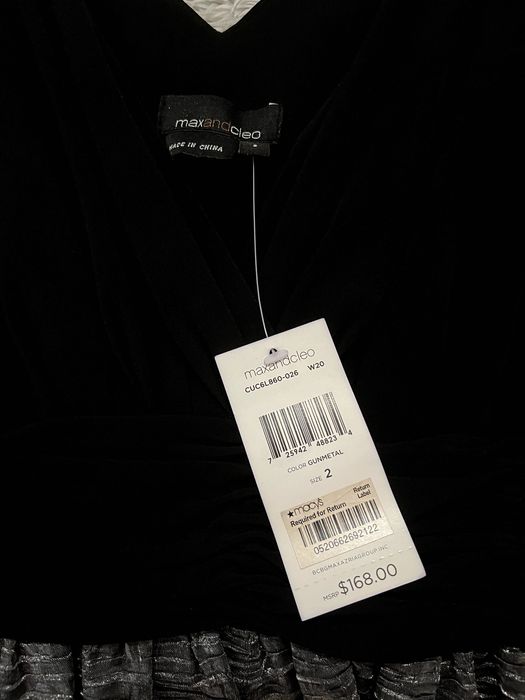 maxandcleo
MADE IN CHINA
maxandcleo
CUC6L860-026 W20
7 25942 48823 4
COLOR GUNMETAL
SIZE 2
★macy's Return
Required for Return Label
0520662692122
BCBGMAXAZRIAGROUP, INC
MSRP $168.00